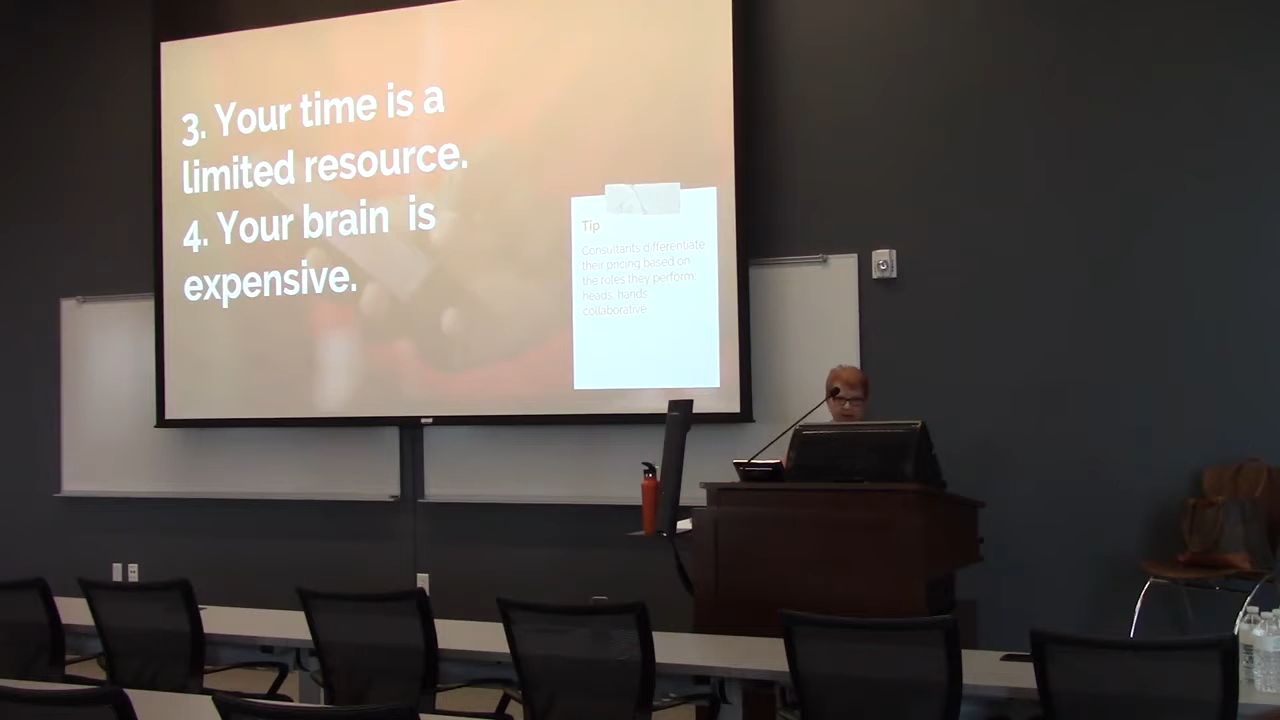 3. Your time is a
limited resource.
4. Your brain is
expensive.
Tip
Consultants differentiate
their pricing based on
the roles they perform:
heads, hands
collaborative